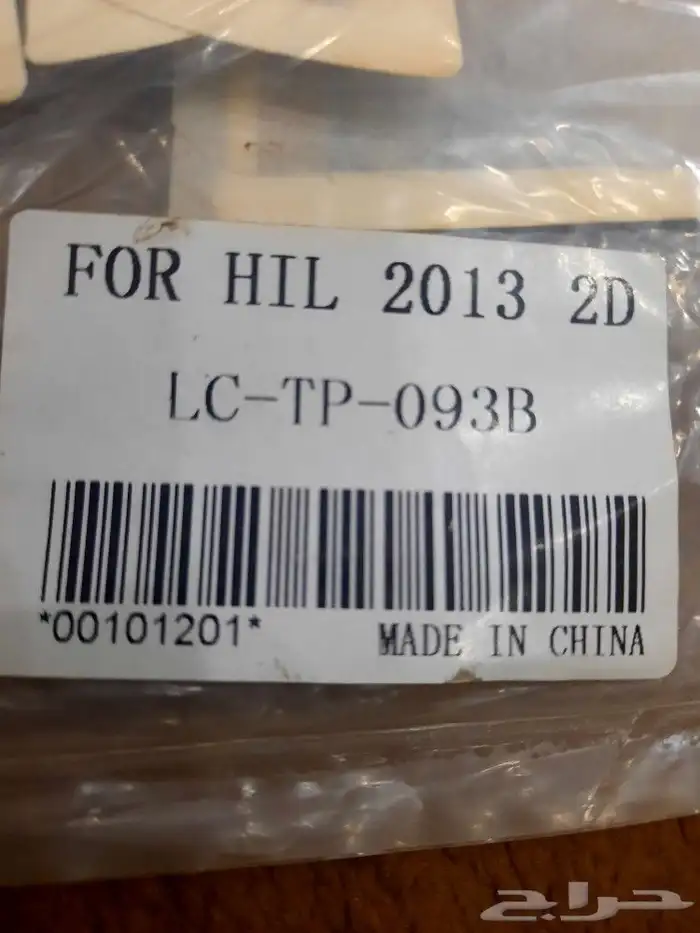 FOR HIL 2013 2D
LC-TP-093B
*00101201*
MADE IN CHINA
حراج